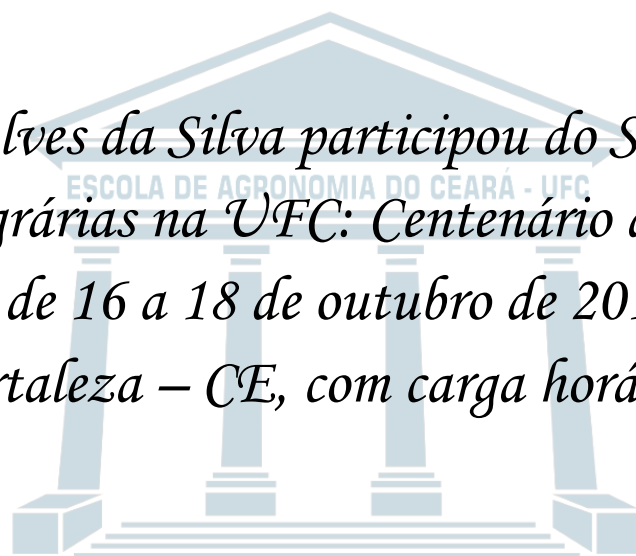 lves da Silva participou do S
ESCOLA DE AGRONOMIA DO CEARÁ - UFC
grárias na UFC: Centenário
de 16 a 18 de outubro de 201
rtaleza – CE, com carga horá